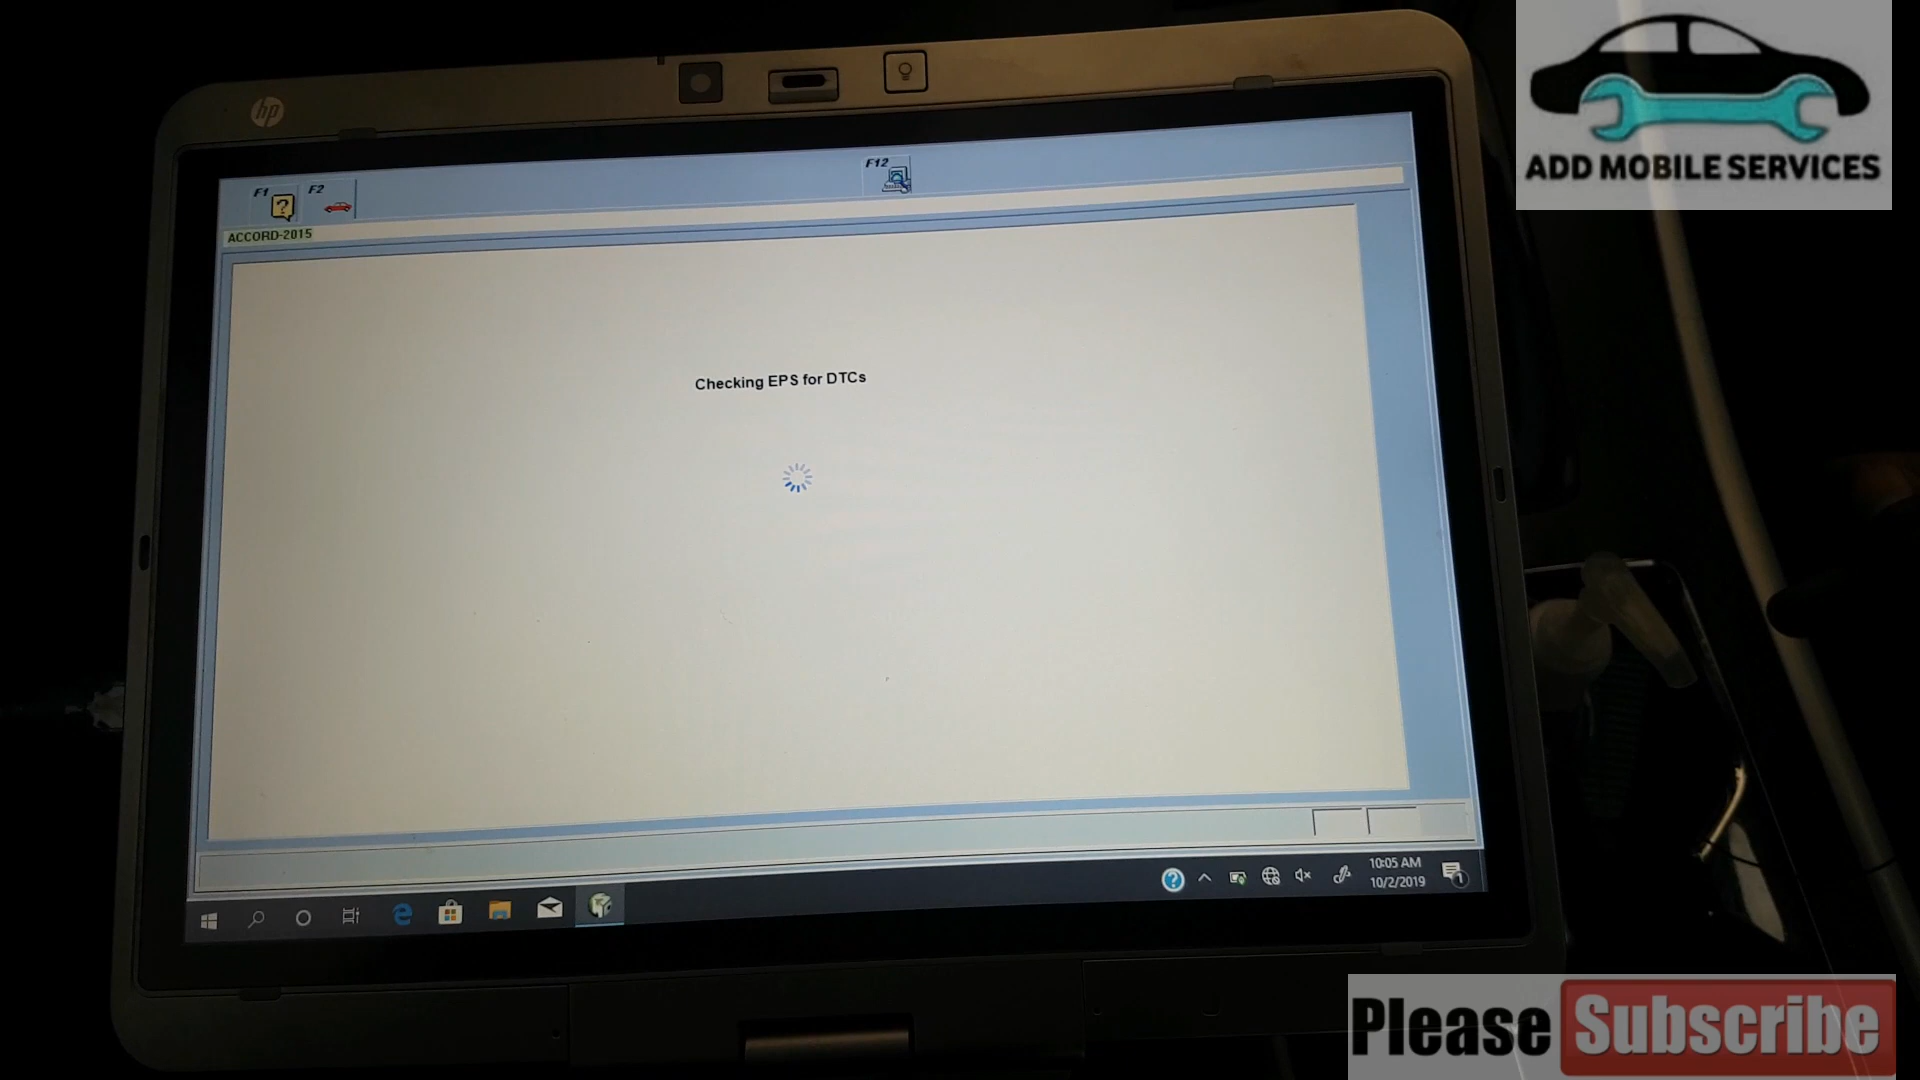 ADD MOBILE SERVICES
hp
F1
F2
F12
ACCORD-2015
Checking EPS for DTCs
10:05 AM
10/2/2019
1
Please Subscribe